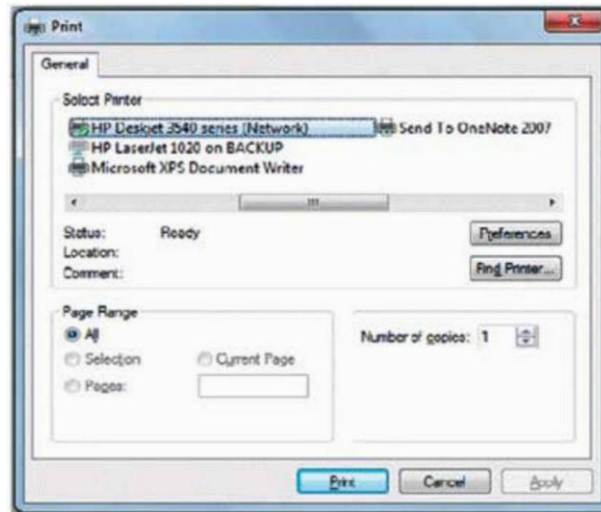 Print
General
Select Printer
HP Deskjet 3540 series (Network) Send To OneNote 2007
HP LaserJet 1020 on BACKUP
Microsoft XPS Document Writer
Status: Ready Preferences
Location:
Comment: Find Printer...
Page Range
All Number of copies: 1
Selection Current Page
Pages:
Print Cancel Apply